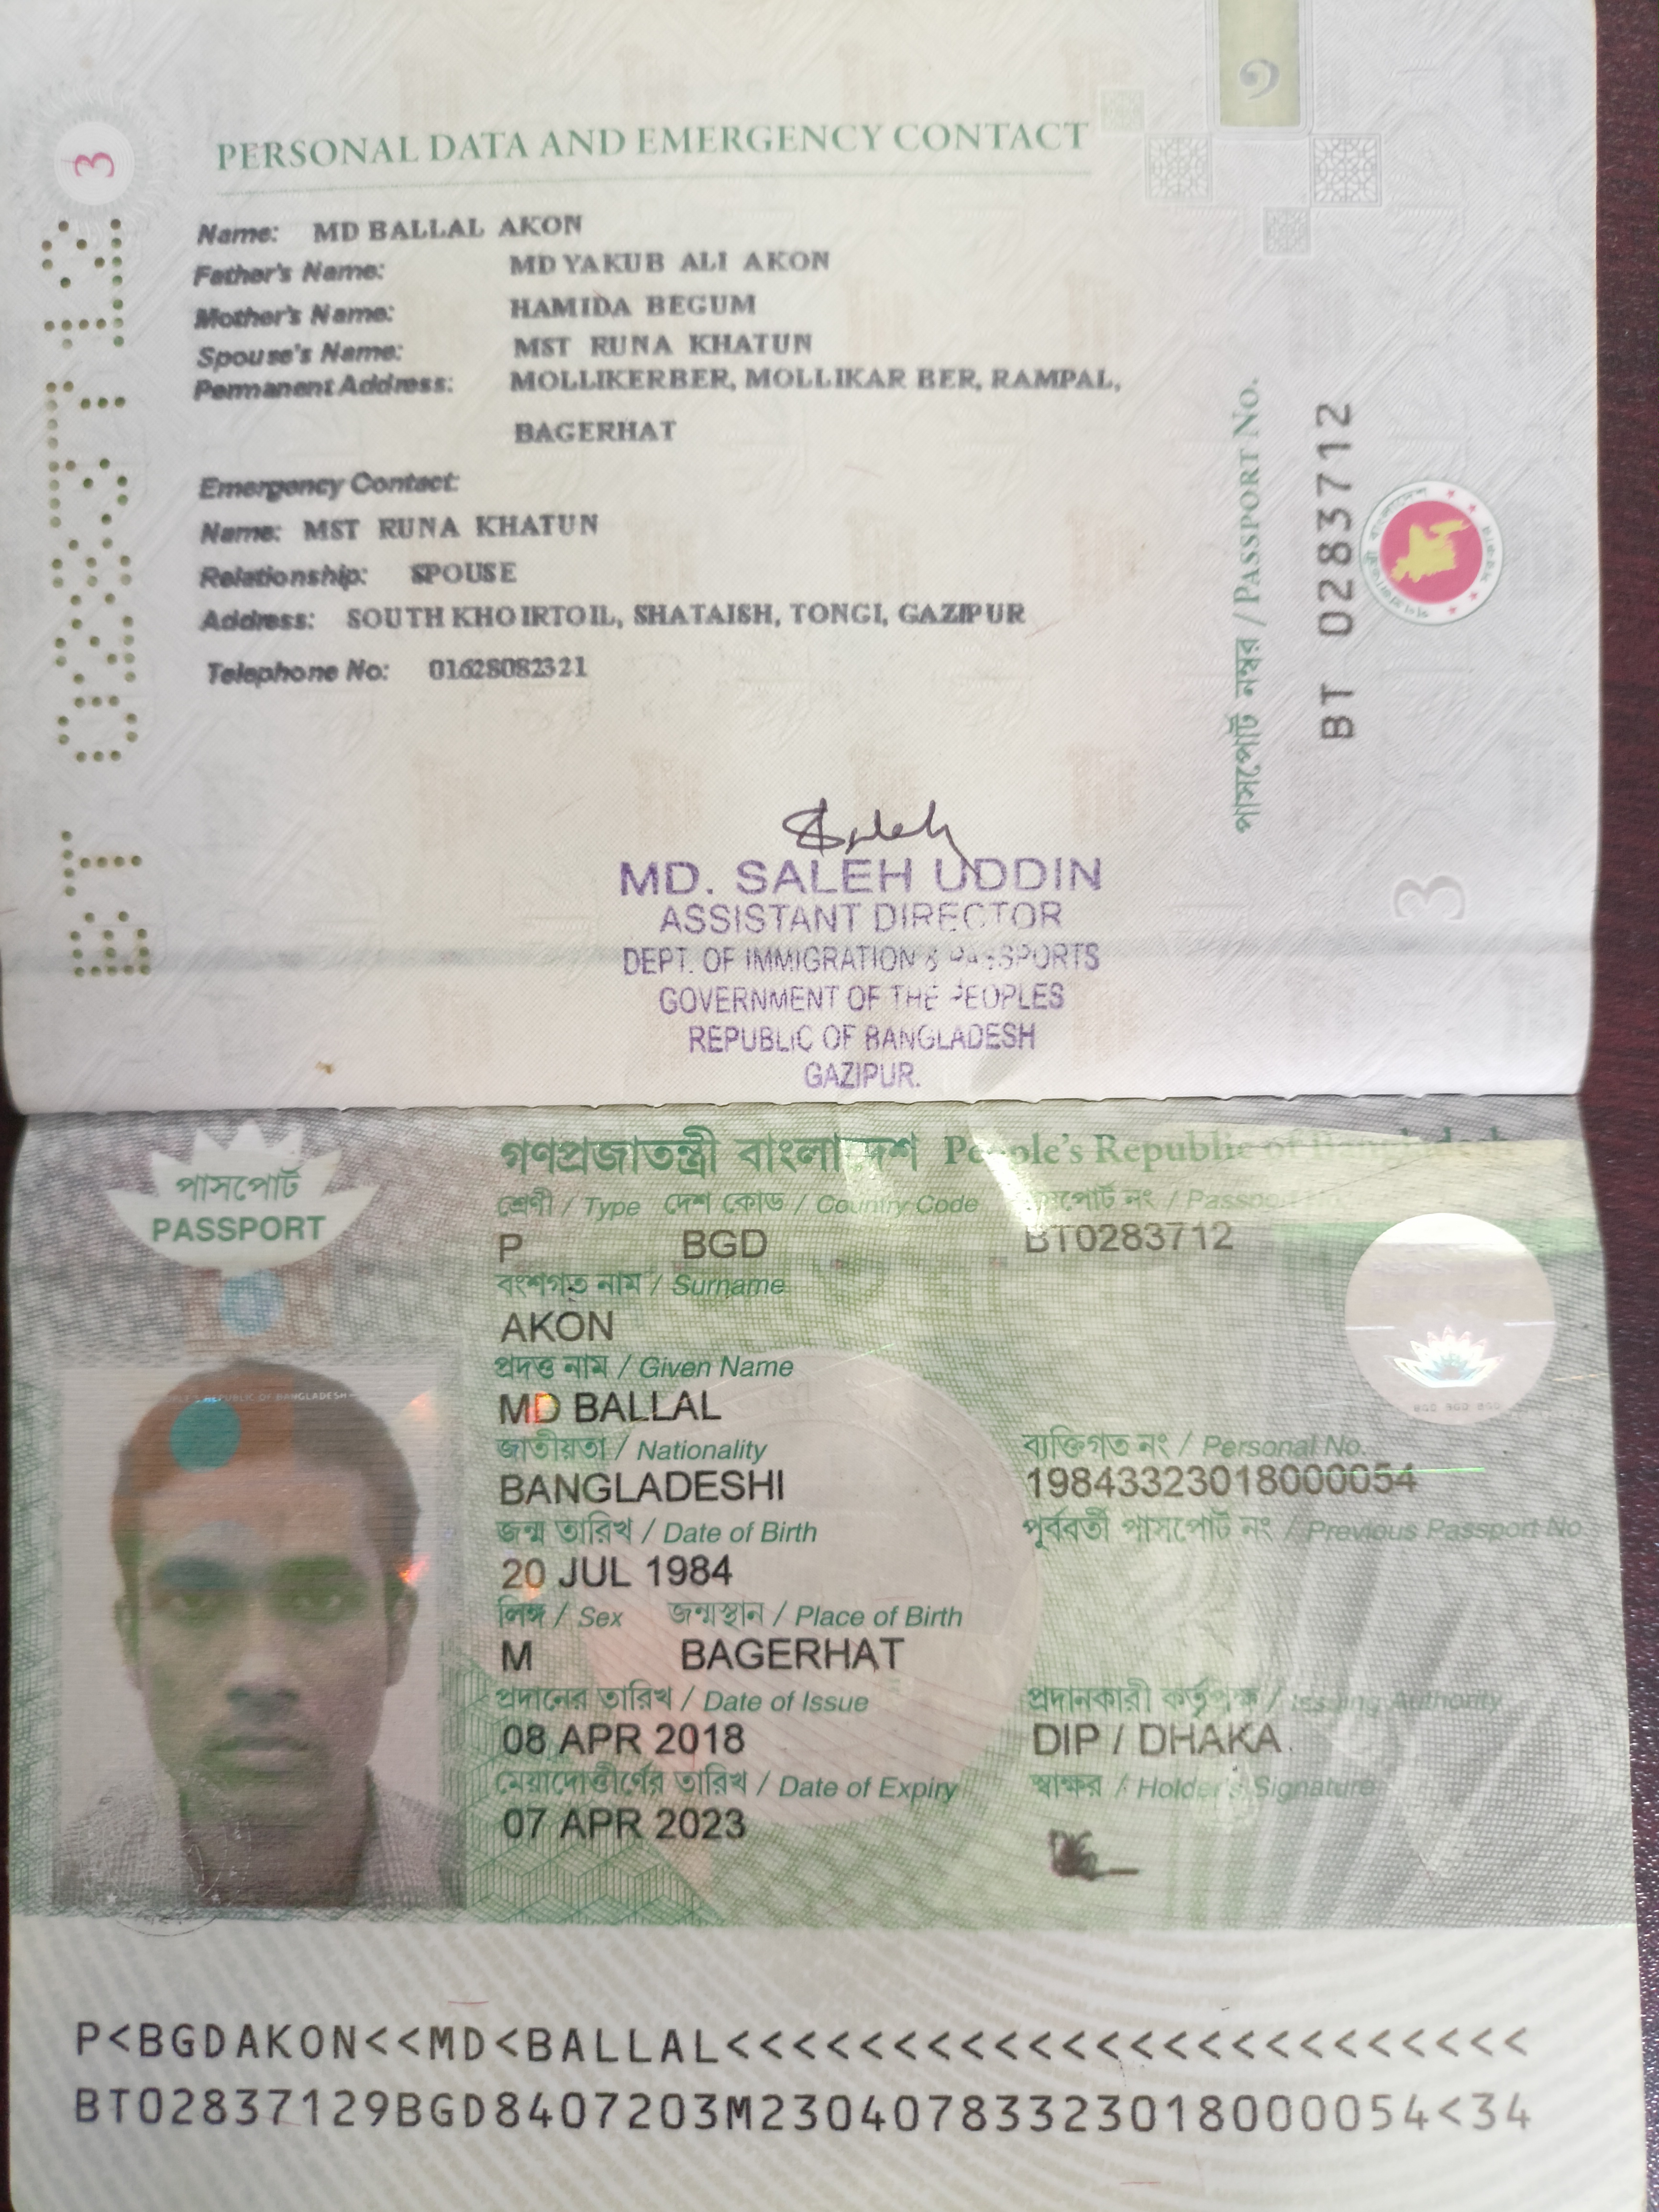 PERSONAL DATA AND EMERGENCY CONTACT
3
১
Name: MD BALLAL AKON
Father's Name: MD YAKUB ALI AKON
Mother's Name: HAMIDA BEGUM
Spouse's Name: MST RUNA KHATUN
Permanent Address: MOLLIKERBER, MOLLIKAR BER, RAMPAL,
BAGERHAT
Emergency Contact:
Name: MST RUNA KHATUN
Relationship: SPOUSE
Address: SOUTH KHOIRTOIL, SHATAISH, TONGI, GAZIPUR
Telephone No: 01628082321
পাসপোর্ট নম্বর / PASSPORT No.
BT 0283712
BT 0283712
3
MD. SALEH UDDIN
ASSISTANT DIRECTOR
DEPT. OF IMMIGRATION & PASSPORTS
GOVERNMENT OF THE PEOPLES
REPUBLIC OF BANGLADESH
GAZIPUR.
পাসপোর্ট
PASSPORT
গণপ্রজাতন্ত্রী বাংলাদেশ People's Republic of Bangladesh
শ্রেণী / Type দেশ কোড / Country Code পাসপোর্ট নং / Passport
P BGD BT0283712
বংশগত নাম / Surname
AKON
প্রদত্ত নাম / Given Name
MD BALLAL
জাতীয়তা / Nationality ব্যক্তিগত নং / Personal No.
BANGLADESHI 19843323018000054
জন্ম তারিখ / Date of Birth পূর্ববর্তী পাসপোর্ট নং / Previous Passport No
20 JUL 1984
লিঙ্গ / Sex জন্মস্থান / Place of Birth
M BAGERHAT
প্রদানের তারিখ / Date of Issue প্রদানকারী কর্তৃপক্ষ / Issuing Authority
08 APR 2018 DIP / DHAKA
মেয়াদোত্তীর্ণের তারিখ / Date of Expiry স্বাক্ষর / Holder's Signature
07 APR 2023
P<BGDAKON<<MD<BALLAL<<<<<<<<<<<<<<<<<<<<<<<<
BT02837129BGD8407203M23040783323018000054<34